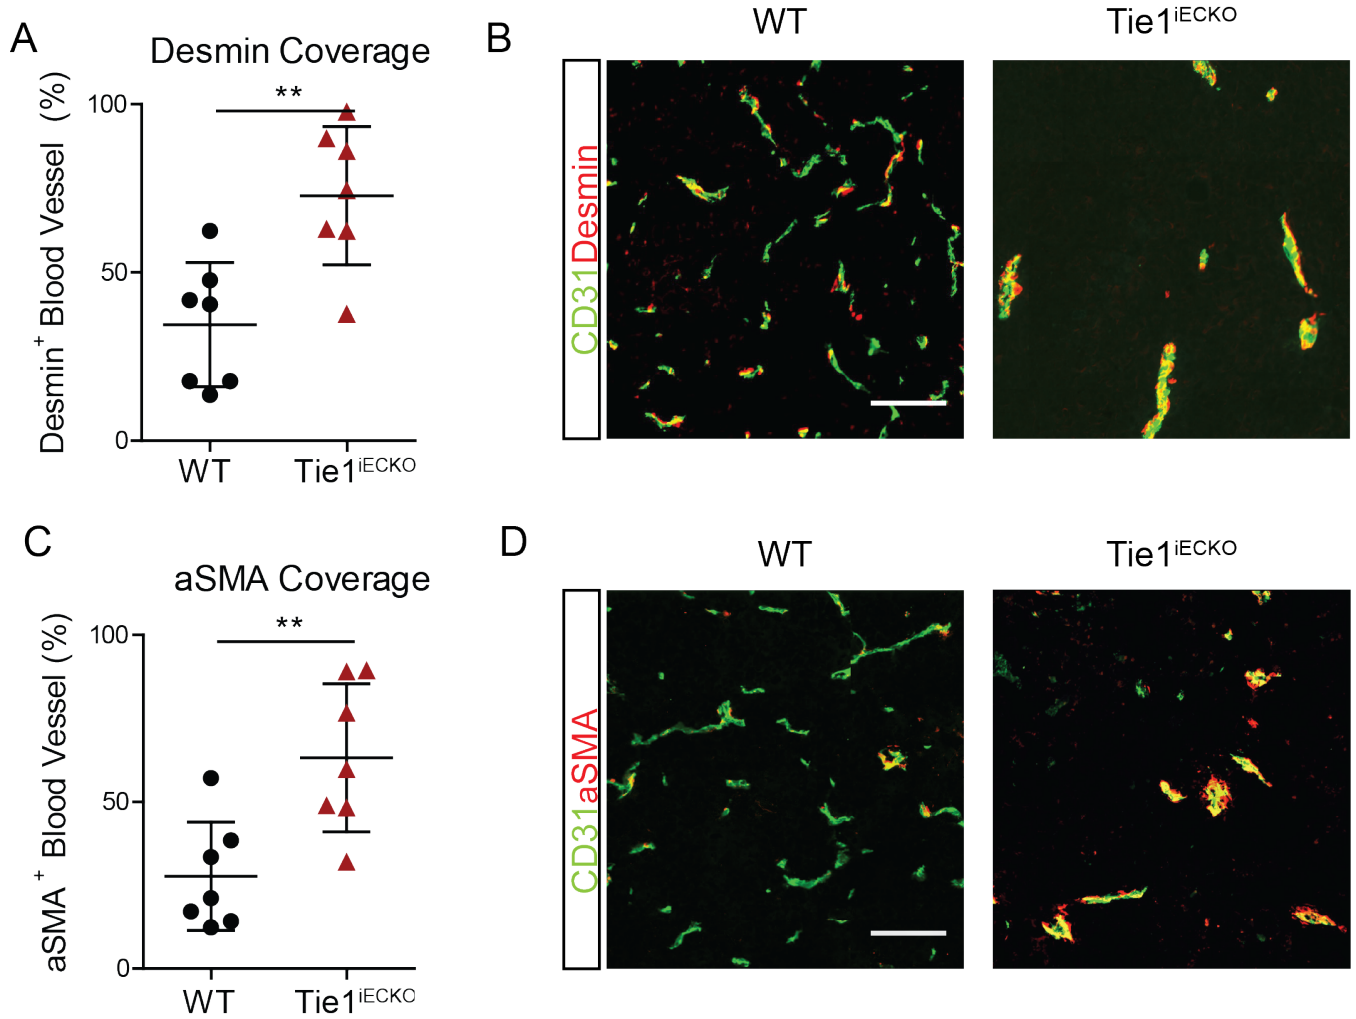 A
Desmin Coverage
**
Desmin⁺ Blood Vessel (%)
100
50
0
WT
Tie1ⁱᴱᶜᴷᴼ
B
WT
Tie1ⁱᴱᶜᴷᴼ
CD31Desmin
C
aSMA Coverage
**
aSMA ⁺ Blood Vessel (%)
100
50
0
WT
Tie1ⁱᴱᶜᴷᴼ
D
WT
Tie1ⁱᴱᶜᴷᴼ
CD31aSMA